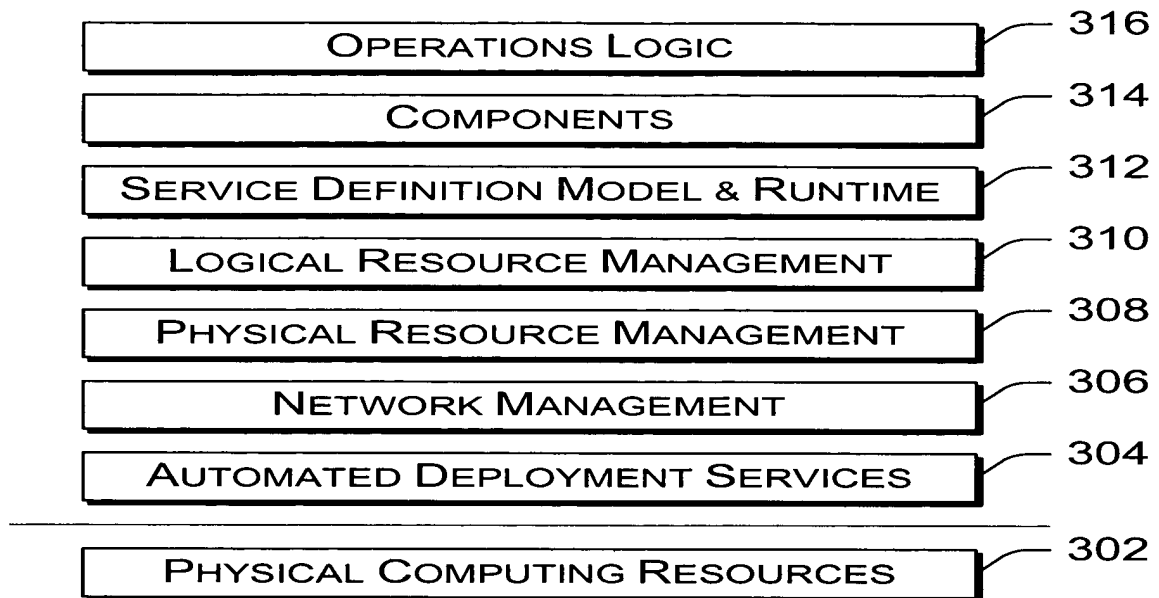 OPERATIONS LOGIC 316
COMPONENTS 314
SERVICE DEFINITION MODEL & RUNTIME 312
LOGICAL RESOURCE MANAGEMENT 310
PHYSICAL RESOURCE MANAGEMENT 308
NETWORK MANAGEMENT 306
AUTOMATED DEPLOYMENT SERVICES 304
PHYSICAL COMPUTING RESOURCES 302